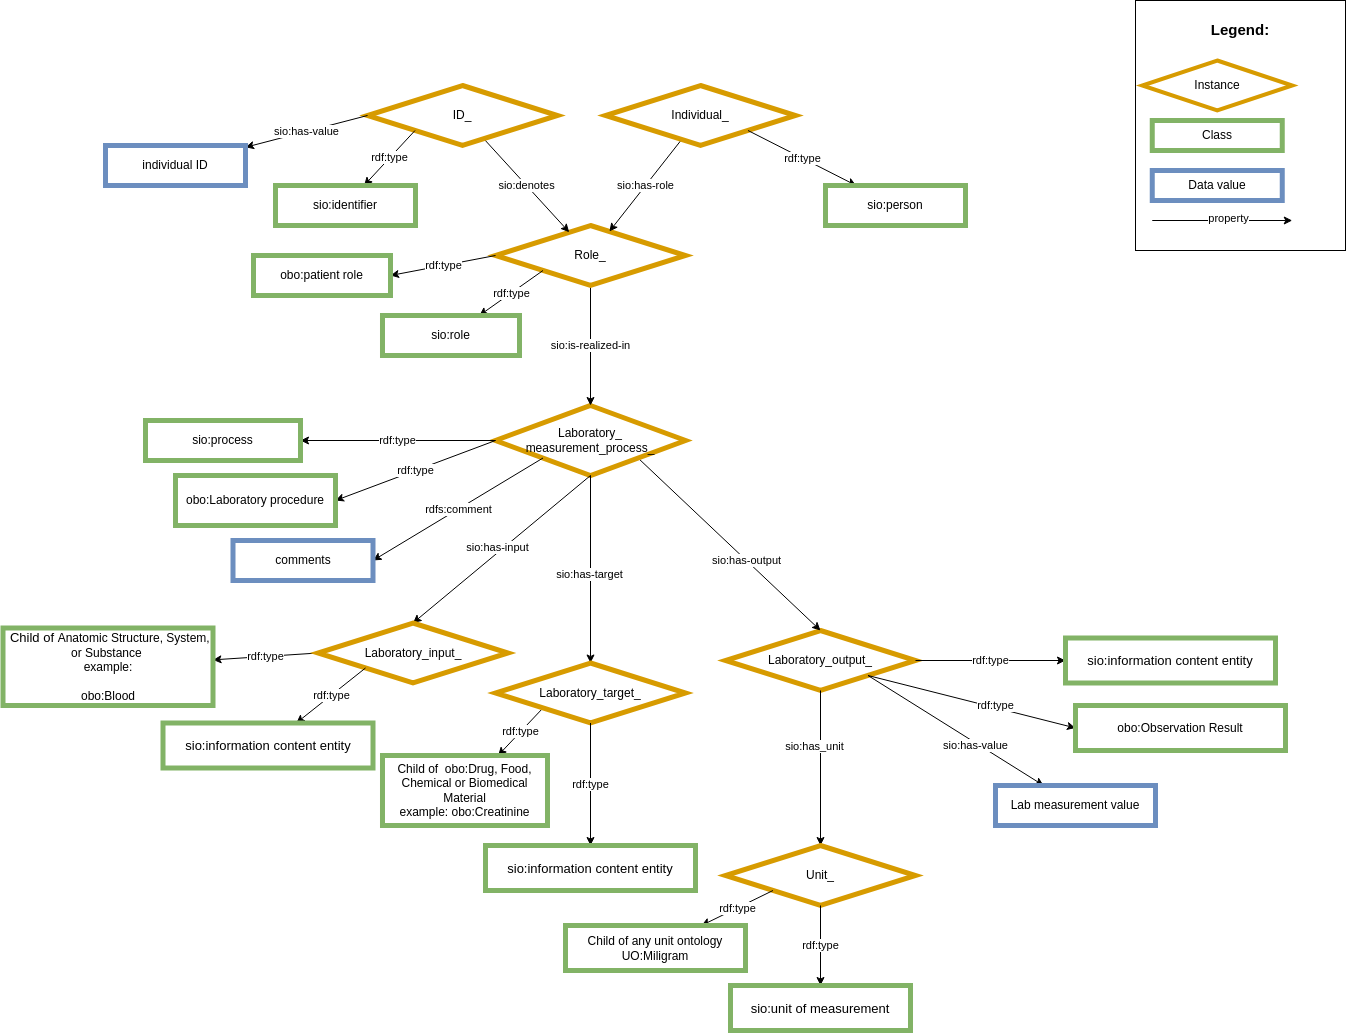 Legend:
Instance
Class
Data value
property
ID_
Individual_
sio:has-value
rdf:type
rdf:type
individual ID
sio:identifier
sio:denotes
sio:has-role
sio:person
Role_
rdf:type
obo:patient role
rdf:type
sio:role
sio:is-realized-in
Laboratory_
measurement_process_
sio:process
rdf:type
rdf:type
obo:Laboratory procedure
rdfs:comment
comments
sio:has-input
sio:has-target
sio:has-output
Child of Anatomic Structure, System,
or Substance
example:
obo:Blood
rdf:type
Laboratory_input_
rdf:type
sio:information content entity
Laboratory_target_
rdf:type
Child of  obo:Drug, Food,
Chemical or Biomedical
Material
example: obo:Creatinine
rdf:type
sio:information content entity
Laboratory_output_
rdf:type
sio:information content entity
rdf:type
obo:Observation Result
sio:has-value
Lab measurement value
sio:has_unit
Unit_
rdf:type
Child of any unit ontology
UO:Miligram
rdf:type
sio:unit of measurement